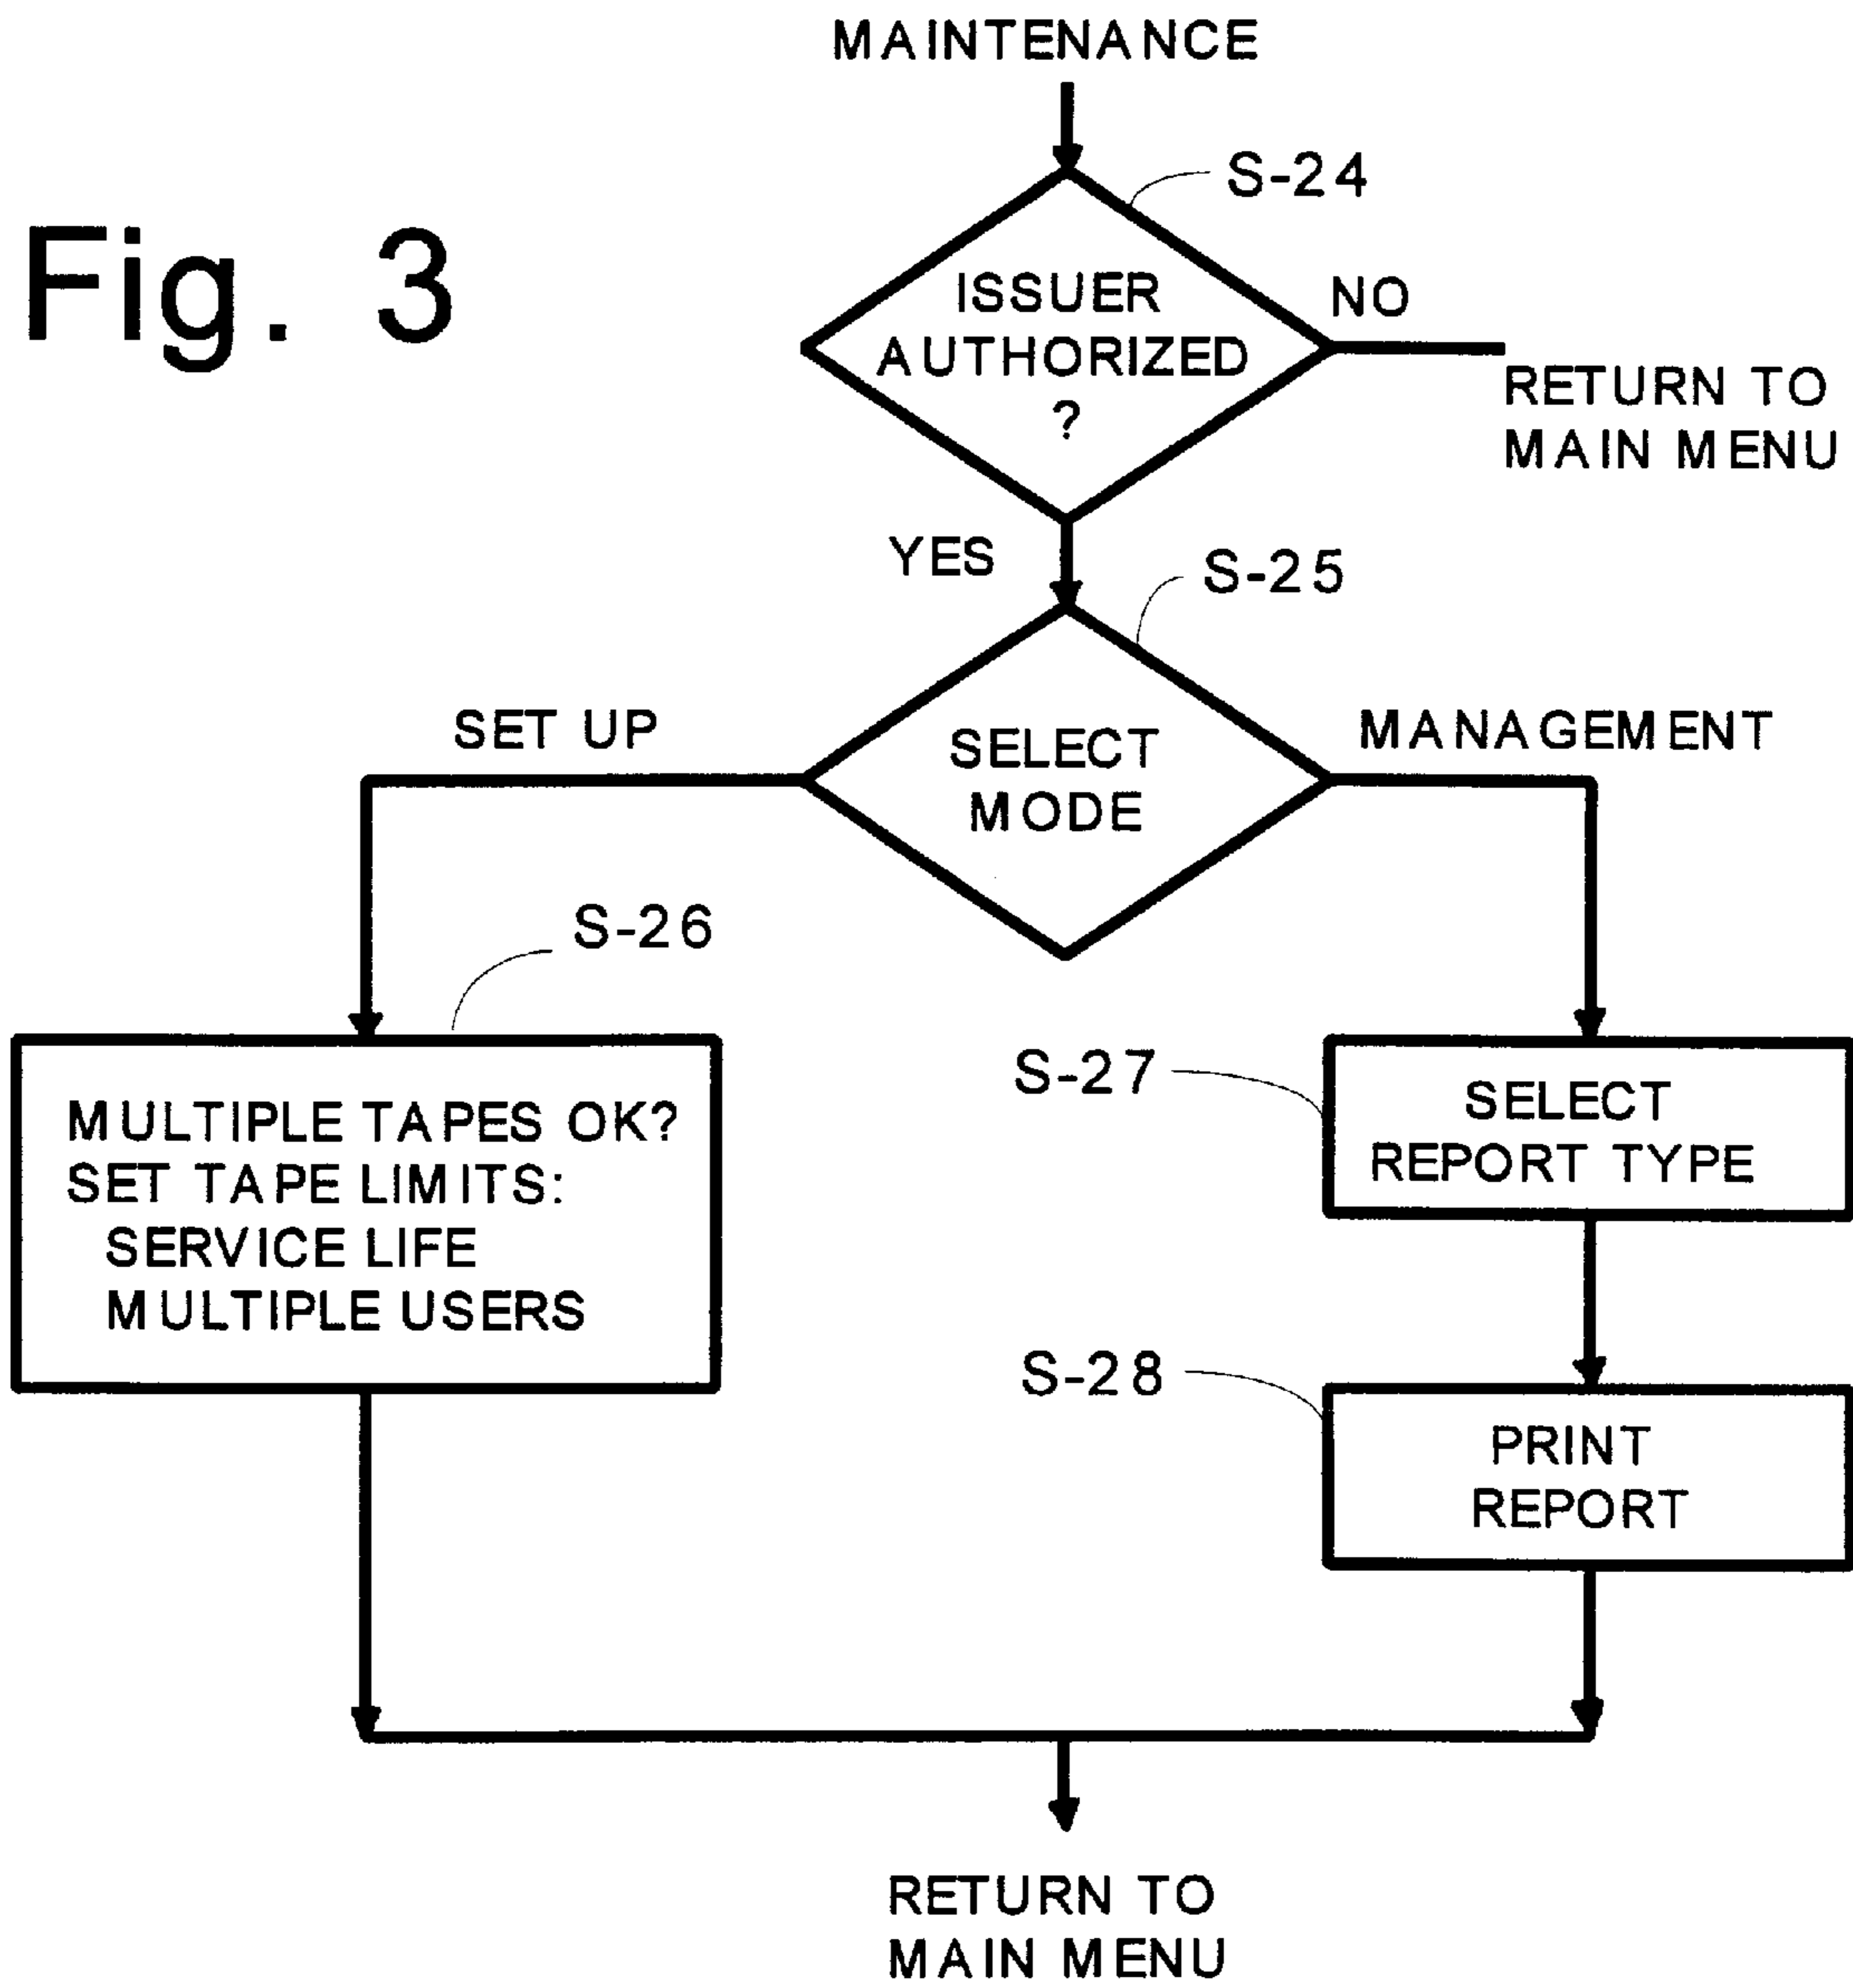 MAINTENANCE
S-24
Fig. 3
ISSUER
AUTHORIZED
?
NO
RETURN TO
MAIN MENU
YES
S-25
SET UP
SELECT
MODE
MANAGEMENT
S-26
MULTIPLE TAPES OK?
SET TAPE LIMITS:
SERVICE LIFE
MULTIPLE USERS
S-27
SELECT
REPORT TYPE
S-28
PRINT
REPORT
RETURN TO
MAIN MENU